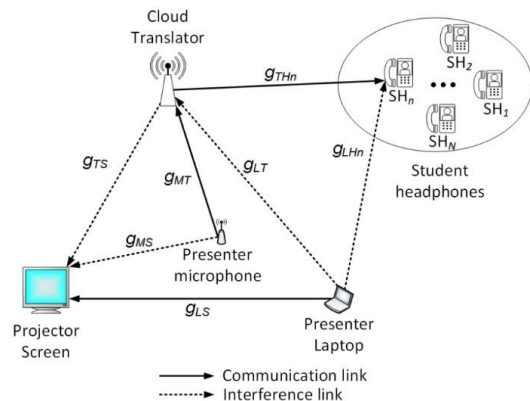 Cloud
Translator
g_THn
SH_2
SH_n
SH_1
SH_N
g_LHn
Student
headphones
g_TS
g_MT
g_LT
g_MS
Presenter
microphone
g_LS
Projector
Screen
Presenter
Laptop
Communication link
Interference link